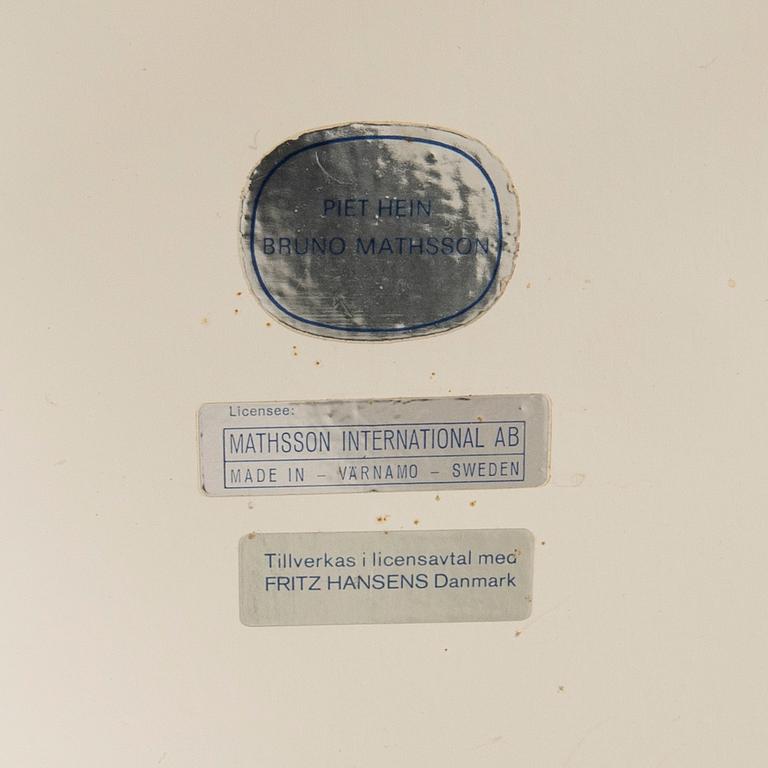 PIET HEIN
BRUNO MATHSSON
Licensee:
MATHSSON INTERNATIONAL AB
MADE IN – VÄRNAMO – SWEDEN
Tillverkas i licensavtal med
FRITZ HANSENS Danmark